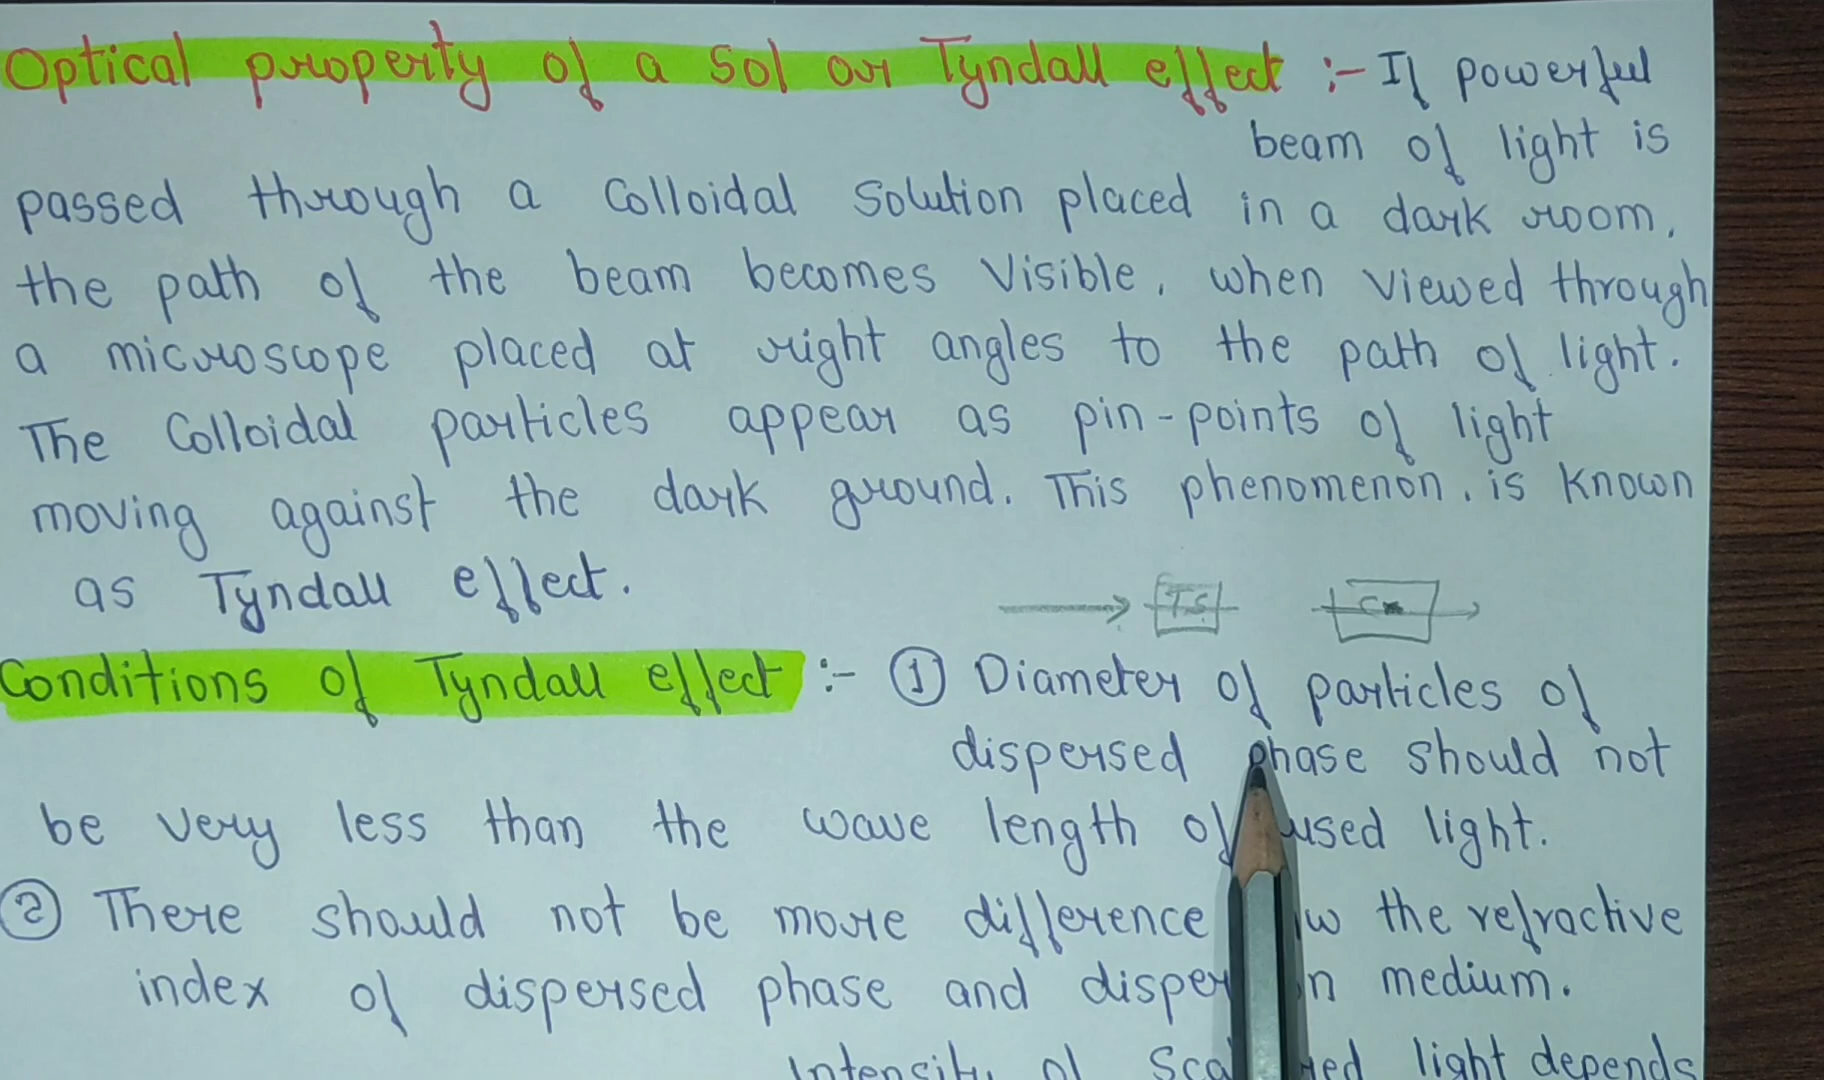 Optical property of a Sol or Tyndall effect :- If powerful
beam of light is
passed through a Colloidal Solution placed in a dark room,
the path of the beam becomes Visible, when viewed through
a microscope placed at right angles to the path of light.
The Colloidal particles appear as pin-points of light
moving against the dark ground. This phenomenon, is Known
as Tyndall effect.
T.S
Conditions of Tyndall effect :- ① Diameter of particles of
dispersed phase should not
be very less than the wave length of used light.
② There should not be more difference the refractive
index of dispersed phase and medium.
Intensity of light depends